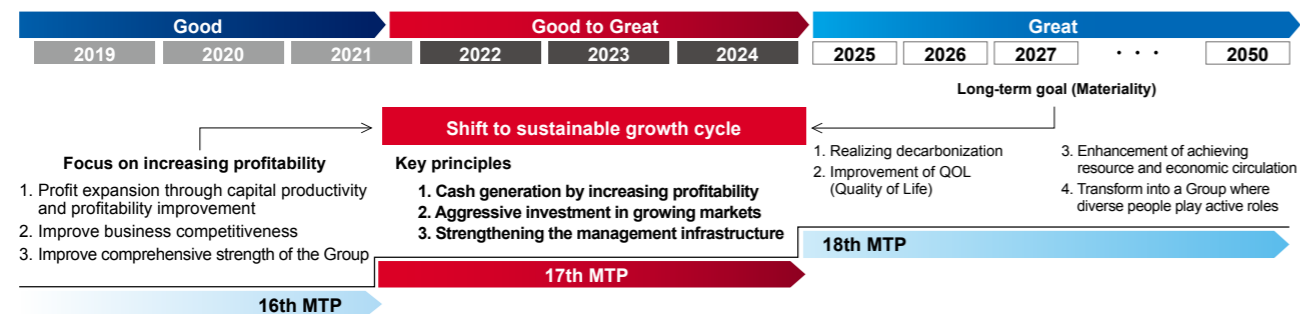 Good
Good to Great
Great
2019
2020
2021
2022
2023
2024
2025
2026
2027
· · ·
2050
Long-term goal (Materiality)
Shift to sustainable growth cycle
Focus on increasing profitability
1. Profit expansion through capital productivity
and profitability improvement
2. Improve business competitiveness
3. Improve comprehensive strength of the Group
Key principles
1. Cash generation by increasing profitability
2. Aggressive investment in growing markets
3. Strengthening the management infrastructure
1. Realizing decarbonization
2. Improvement of QOL
(Quality of Life)
3. Enhancement of achieving
resource and economic circulation
4. Transform into a Group where
diverse people play active roles
16th MTP
17th MTP
18th MTP